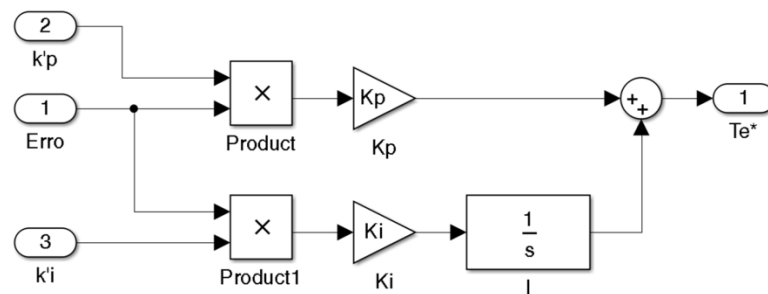 2
k'p
1
Erro
×
Product
Kp
Kp
+
+
1
Te*
3
k'i
×
Product1
Ki
Ki
1
s
I